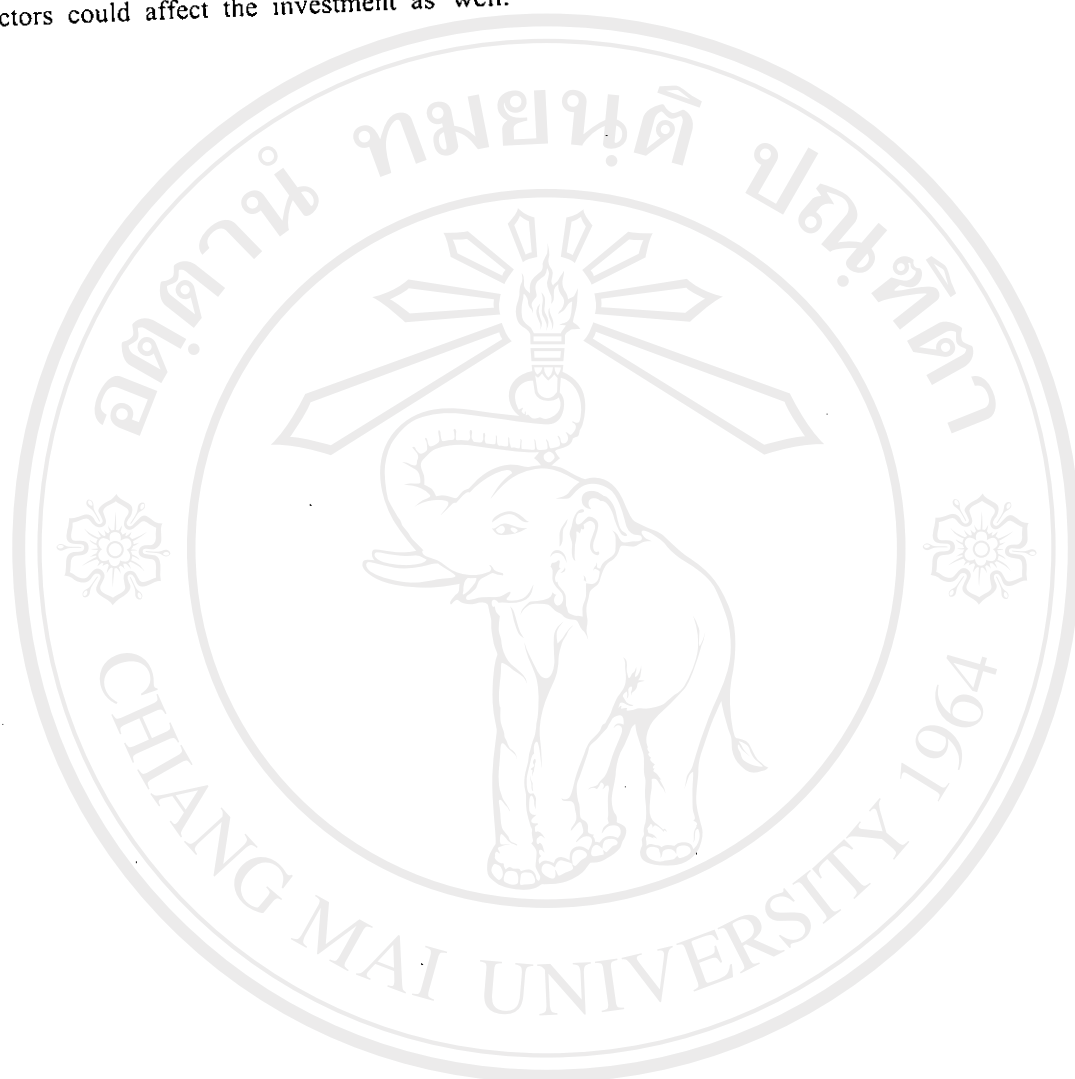 ctors could affect the investment as well.
อตฺตานํ ทมยนฺติ ปณฺฑิตา
CHIANG MAI UNIVERSITY 1964